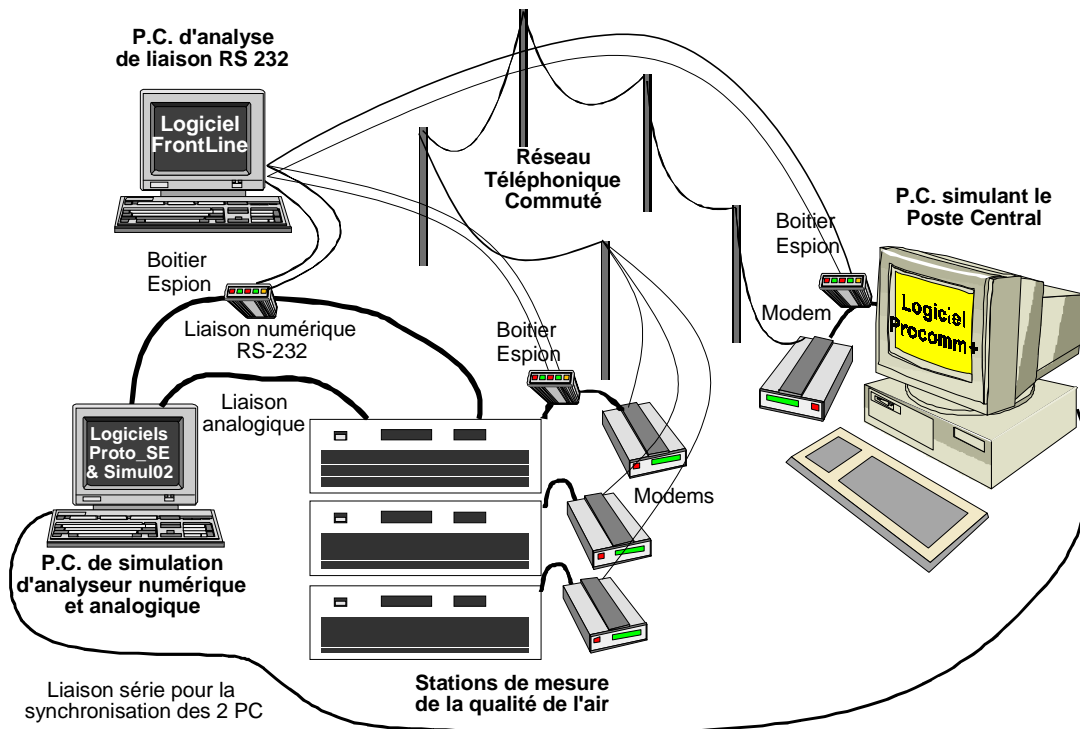 P.C. d'analyse
de liaison RS 232
Logiciel
FrontLine
Réseau
Téléphonique
Commuté
P.C. simulant le
Poste Central
Boitier
Espion
Boitier
Espion
Liaison numérique
RS-232
Boitier
Espion
Modem
Logiciel
Procomm+
Liaison
analogique
Logiciels
Proto_SE
& Simul02
Modems
P.C. de simulation
d'analyseur numérique
et analogique
Stations de mesure
de la qualité de l'air
Liaison série pour la
synchronisation des 2 PC